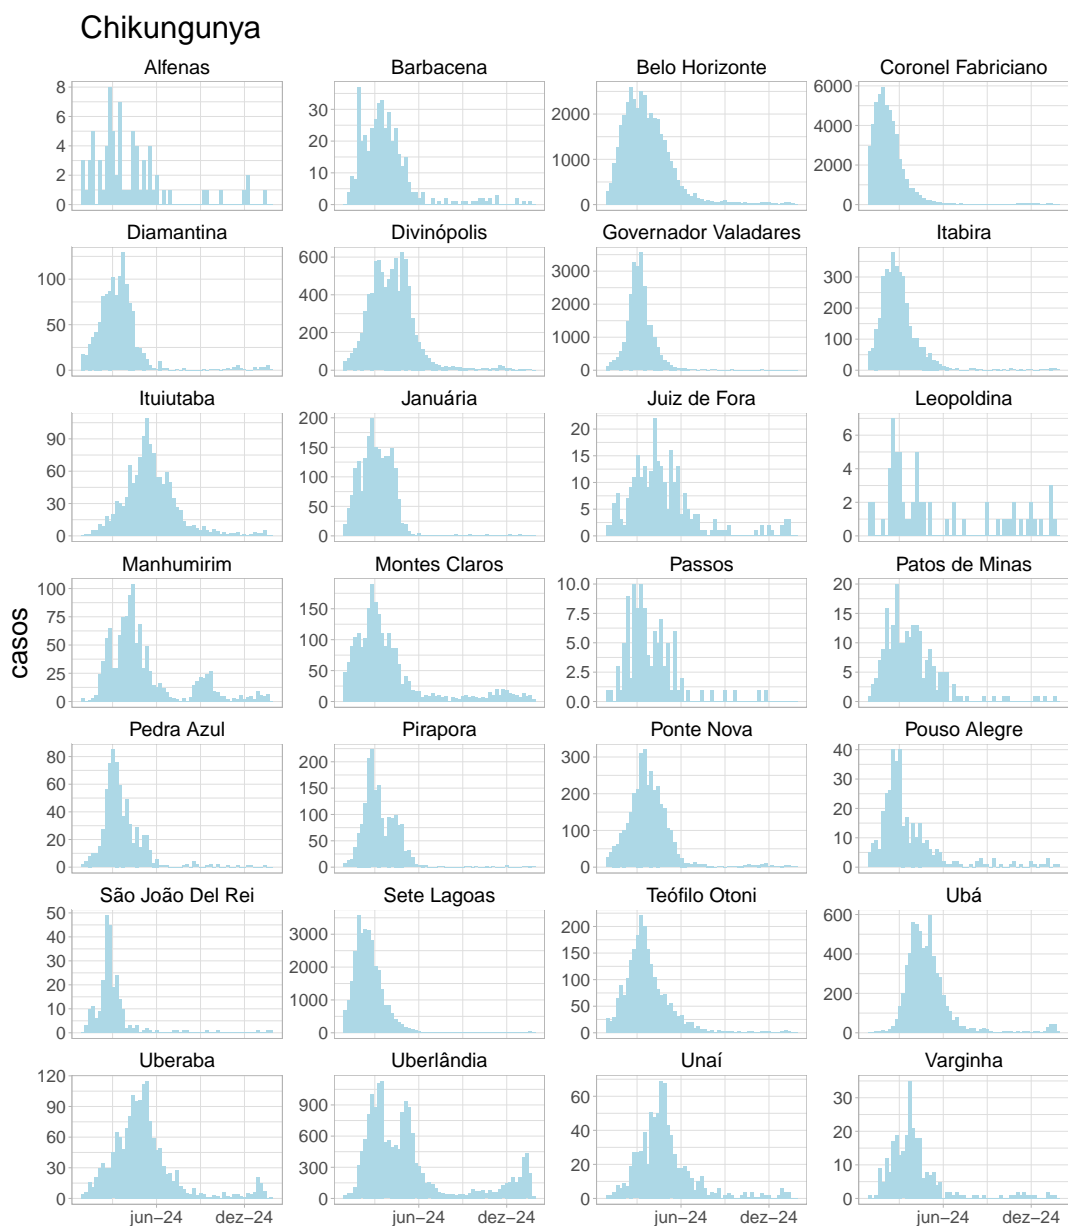 Chikungunya
Alfenas Barbacena Belo Horizonte Coronel Fabriciano
8 6 4 2 0
30 20 10 0
2000 1000 0
6000 4000 2000 0
Diamantina Divinópolis Governador Valadares Itabira
100 50 0
600 400 200 0
3000 2000 1000 0
300 200 100 0
Ituiutaba Januária Juiz de Fora Leopoldina
90 60 30 0
200 150 100 50 0
20 15 10 5 0
6 4 2 0
Manhumirim Montes Claros Passos Patos de Minas
100 75 50 25 0
150 100 50 0
10.0 7.5 5.0 2.5 0.0
20 15 10 5 0
casos
Pedra Azul Pirapora Ponte Nova Pouso Alegre
80 60 40 20 0
200 150 100 50 0
300 200 100 0
40 30 20 10 0
São João Del Rei Sete Lagoas Teófilo Otoni Ubá
50 40 30 20 10 0
3000 2000 1000 0
200 150 100 50 0
600 400 200 0
Uberaba Uberlândia Unaí Varginha
120 90 60 30 0
900 600 300 0
60 40 20 0
30 20 10 0
jun−24 dez−24 jun−24 dez−24 jun−24 dez−24 jun−24 dez−24